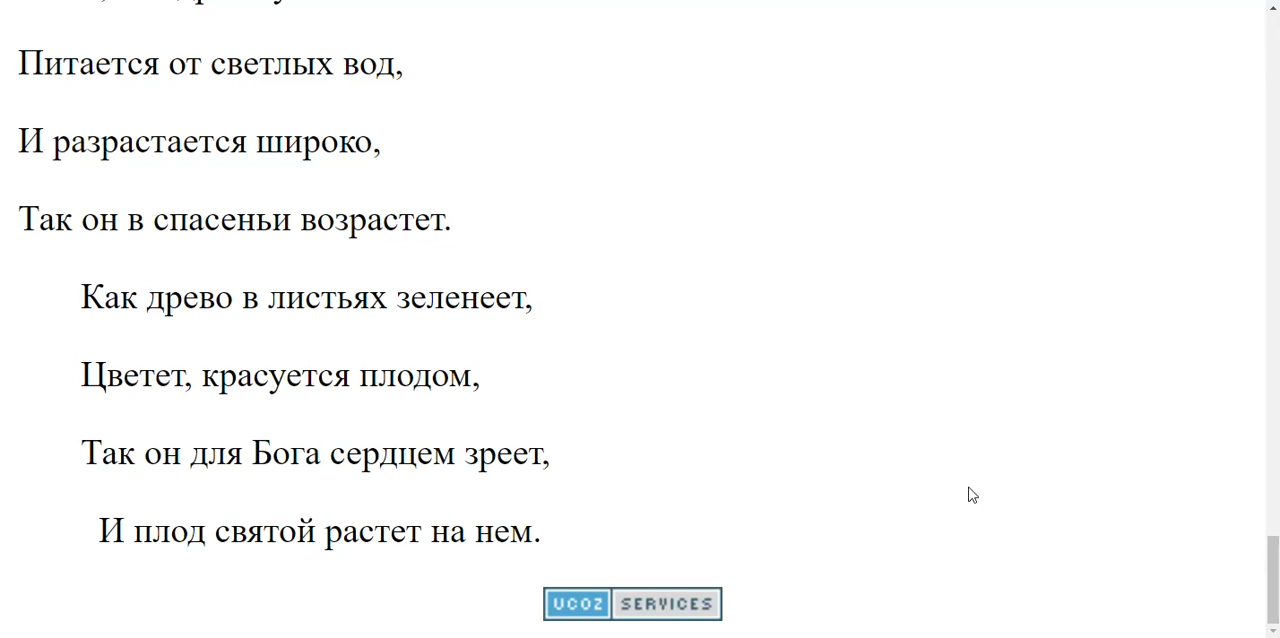 Питается от светлых вод,
И разрастается широко,
Так он в спасеньи возрастет.
Как древо в листьях зеленеет,
Цветет, красуется плодом,
Так он для Бога сердцем зреет,
И плод святой растет на нем.
UCOZ SERVICES